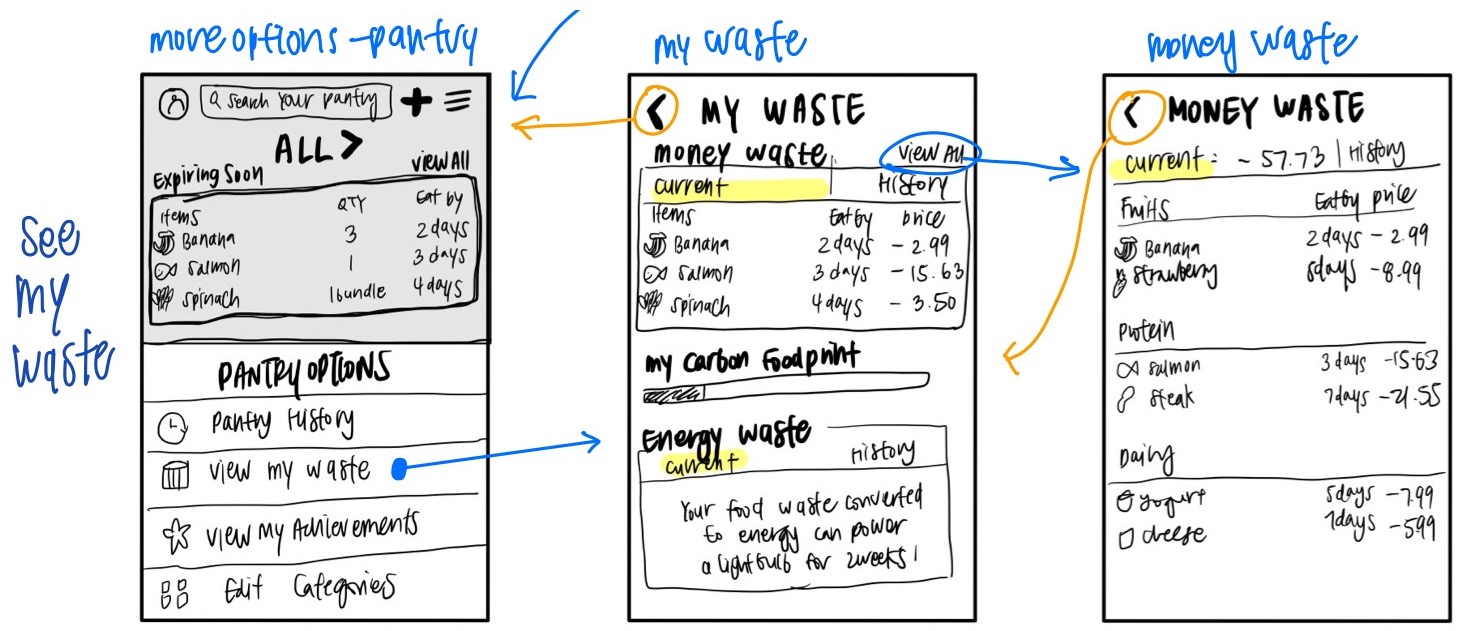 see
my
waste
more options - pantry
search your pantry
ALL >
Expiring Soon view All
Items QTY Eat by
Banana 3 2 days
salmon 1 3 days
spinach 1 bundle 4 days
PANTRY OPTIONS
pantry History
view my waste
view My Achievements
Edit Categories
my waste
< MY WASTE
money waste view All
current History
Items Eat by price
Banana 2 days - 2.99
salmon 3 days - 15.63
spinach 4 days - 3.50
my carbon footprint
Energy waste
current History
Your food waste converted
to energy can power
a lightbulb for 2 weeks!
money waste
< MONEY WASTE
current: - 57.73 | History
Fruits Eat by price
Banana 2 days - 2.99
strawberry 5 days - 8.99
protein
salmon 3 days - 15.63
steak 7 days - 21.55
Dairy
yogurt 5 days - 7.99
cheese 7 days - 5.99